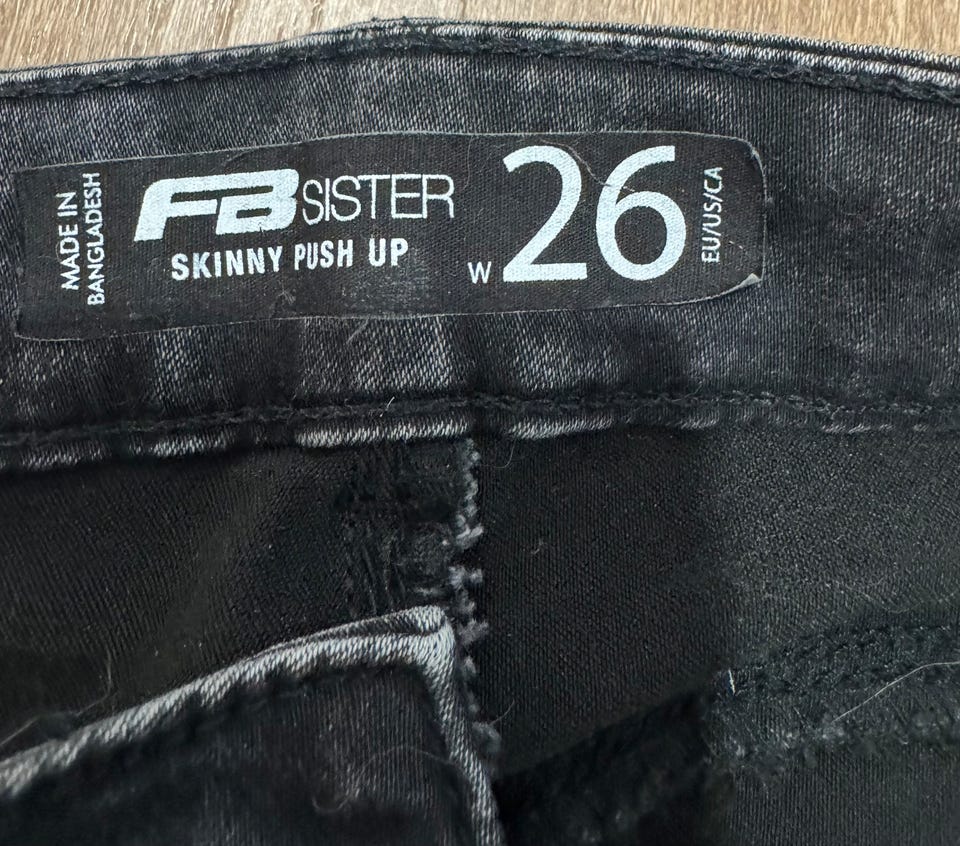 MADE IN
BANGLADESH
FB SISTER
SKINNY PUSH UP
W 26
EU/US/CA